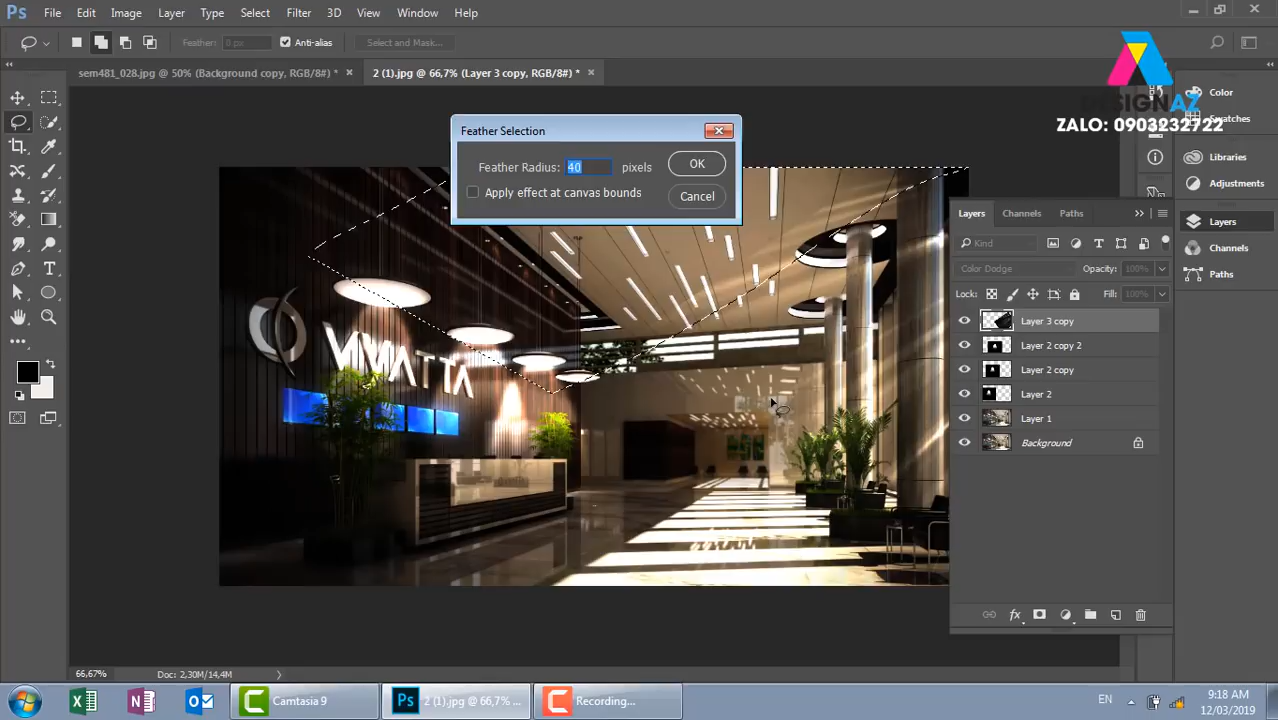 Ps File Edit Image Layer Type Select Filter 3D View Window Help
Feather: 0 px Anti-alias Select and Mask...
sem481_028.jpg @ 50% (Background copy, RGB/8#) *
2 (1).jpg @ 66,7% (Layer 3 copy, RGB/8#) *
ZALO: 0903232722
Feather Selection
Feather Radius: 40 pixels
Apply effect at canvas bounds
OK
Cancel
Color
Swatches
Libraries
Adjustments
Layers
Channels
Paths
Layers Channels Paths
Kind
Color Dodge Opacity: 100%
Lock: Fill: 100%
Layer 3 copy
Layer 2 copy 2
Layer 2 copy
Layer 2
Layer 1
Background
fx
66,67% Doc: 2,30M/14,4M
Camtasia 9
Ps 2 (1).jpg @ 66,7% ...
Recording...
EN
9:18 AM
12/03/2019